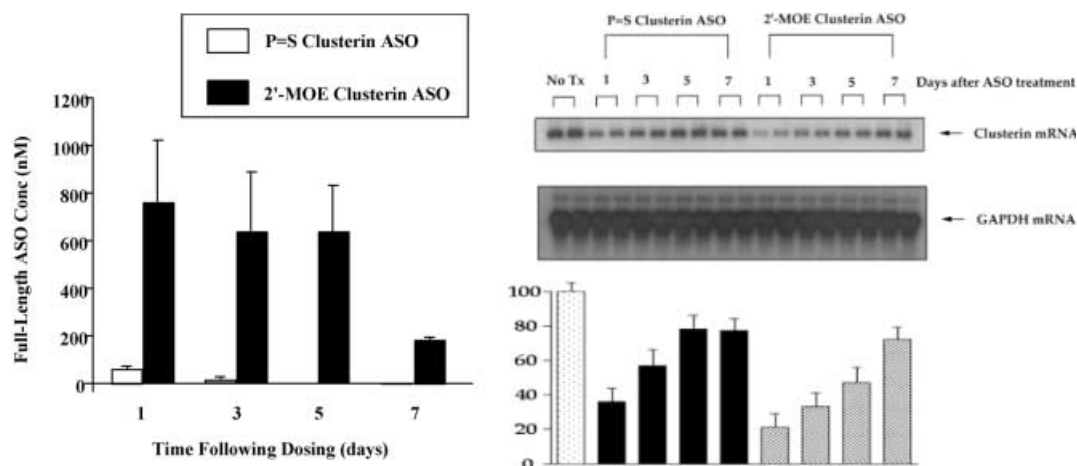 P=S Clusterin ASO
2'-MOE Clusterin ASO
1200
1000
800
600
400
200
0
Full-Length ASO Conc (nM)
1 3 5 7
Time Following Dosing (days)
P=S Clusterin ASO 2'-MOE Clusterin ASO
No Tx 1 3 5 7 1 3 5 7 Days after ASO treatment
Clusterin mRNA
GAPDH mRNA
100
80
60
40
20
0